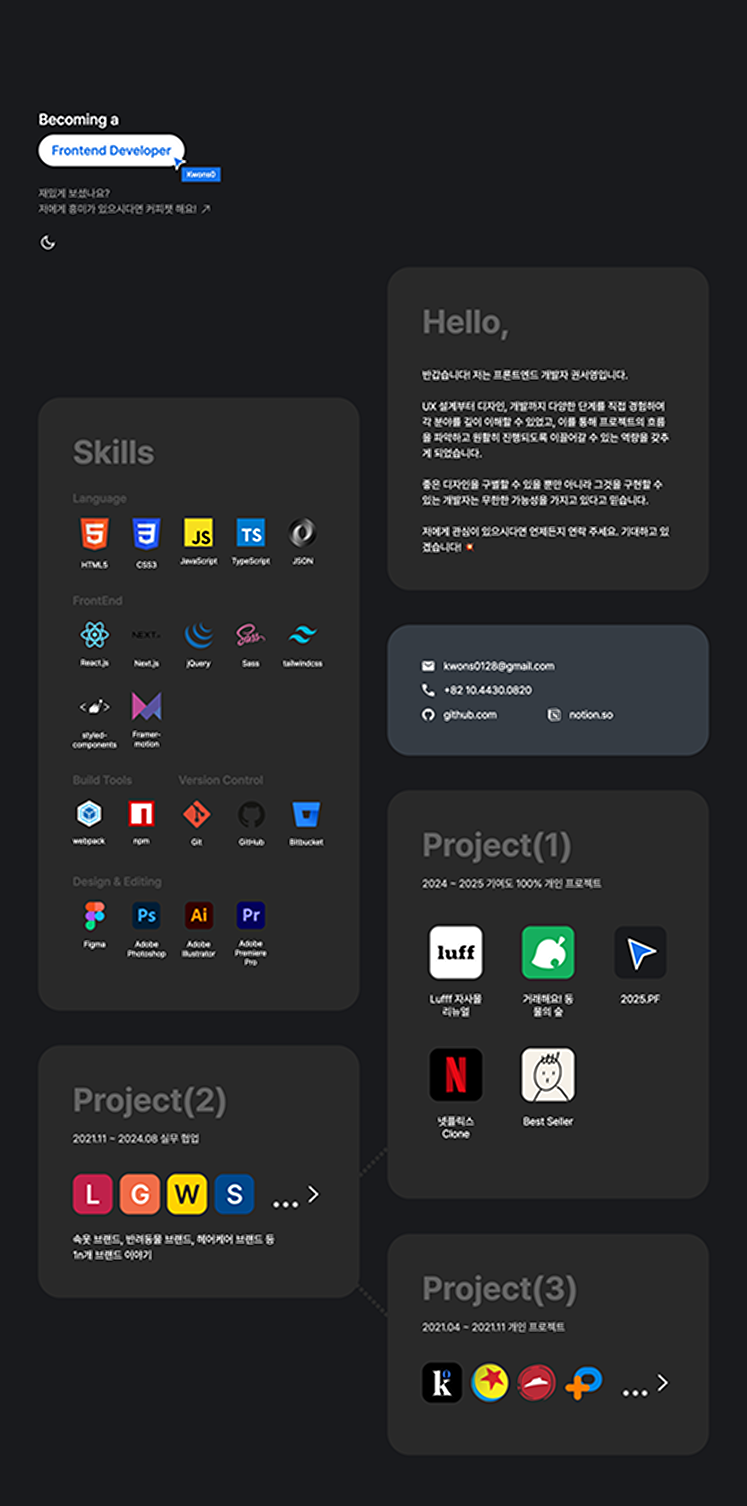 Becoming a
Frontend Developer
KwonsD
재밌게 보셨나요?
저에게 흥미가 있으시다면 커피챗 해요! ↗
Hello,
반갑습니다! 저는 프론트엔드 개발자 권서영입니다.
UX 설계부터 디자인, 개발까지 다양한 단계를 직접 경험하며
각 분야를 깊이 이해할 수 있었고, 이를 통해 프로젝트의 흐름
을 파악하고 원활히 진행되도록 이끌어갈 수 있는 역량을 갖추
게 되었습니다.
좋은 디자인을 구별할 수 있을 뿐만 아니라 그것을 구현할 수
있는 개발자는 무한한 가능성을 가지고 있다고 믿습니다.
저에게 관심이 있으시다면 언제든지 연락 주세요. 기대하고 있
겠습니다! 💥
Skills
Language
HTML5 CSS3 JS JavaScript TS TypeScript JSON
FrontEnd
React.js NEXT. Next.js jQuery Sass Sass tailwindcss
styled-
components
Framer-
motion
Build Tools Version Control
webpack npm Git GitHub Bitbucket
Design & Editing
Figma
Ps Adobe
Photoshop
Ai Adobe
Illustrator
Pr Adobe
Premiere
Pro
kwons0128@gmail.com
+82 10.4430.0820
github.com notion.so
Project(1)
2024 ~ 2025 기여도 100% 개인 프로젝트
luff
Lufff 자사몰
리뉴얼
거래해요! 동
물의 숲
2025.PF
N
넷플릭스
Clone
Best Seller
Project(2)
2021.11 ~ 2024.08 실무 협업
L G W S ... >
속옷 브랜드, 반려동물 브랜드, 헤어케어 브랜드 등
1n개 브랜드 이야기
Project(3)
2021.04 ~ 2021.11 개인 프로젝트
k ... >